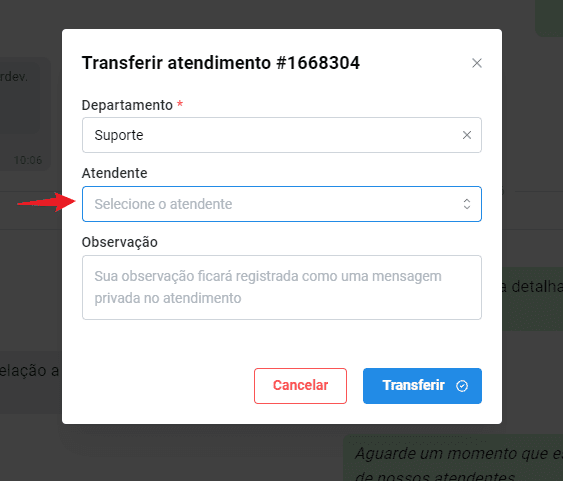 rdev.
10:06
Transferir atendimento #1668304
Departamento *
Suporte
Atendente
Selecione o atendente
Observação
Sua observação ficará registrada como uma mensagem
privada no atendimento
a detalha
elação a
Cancelar
Transferir
Aguarde um momento que
de nossos atendentes